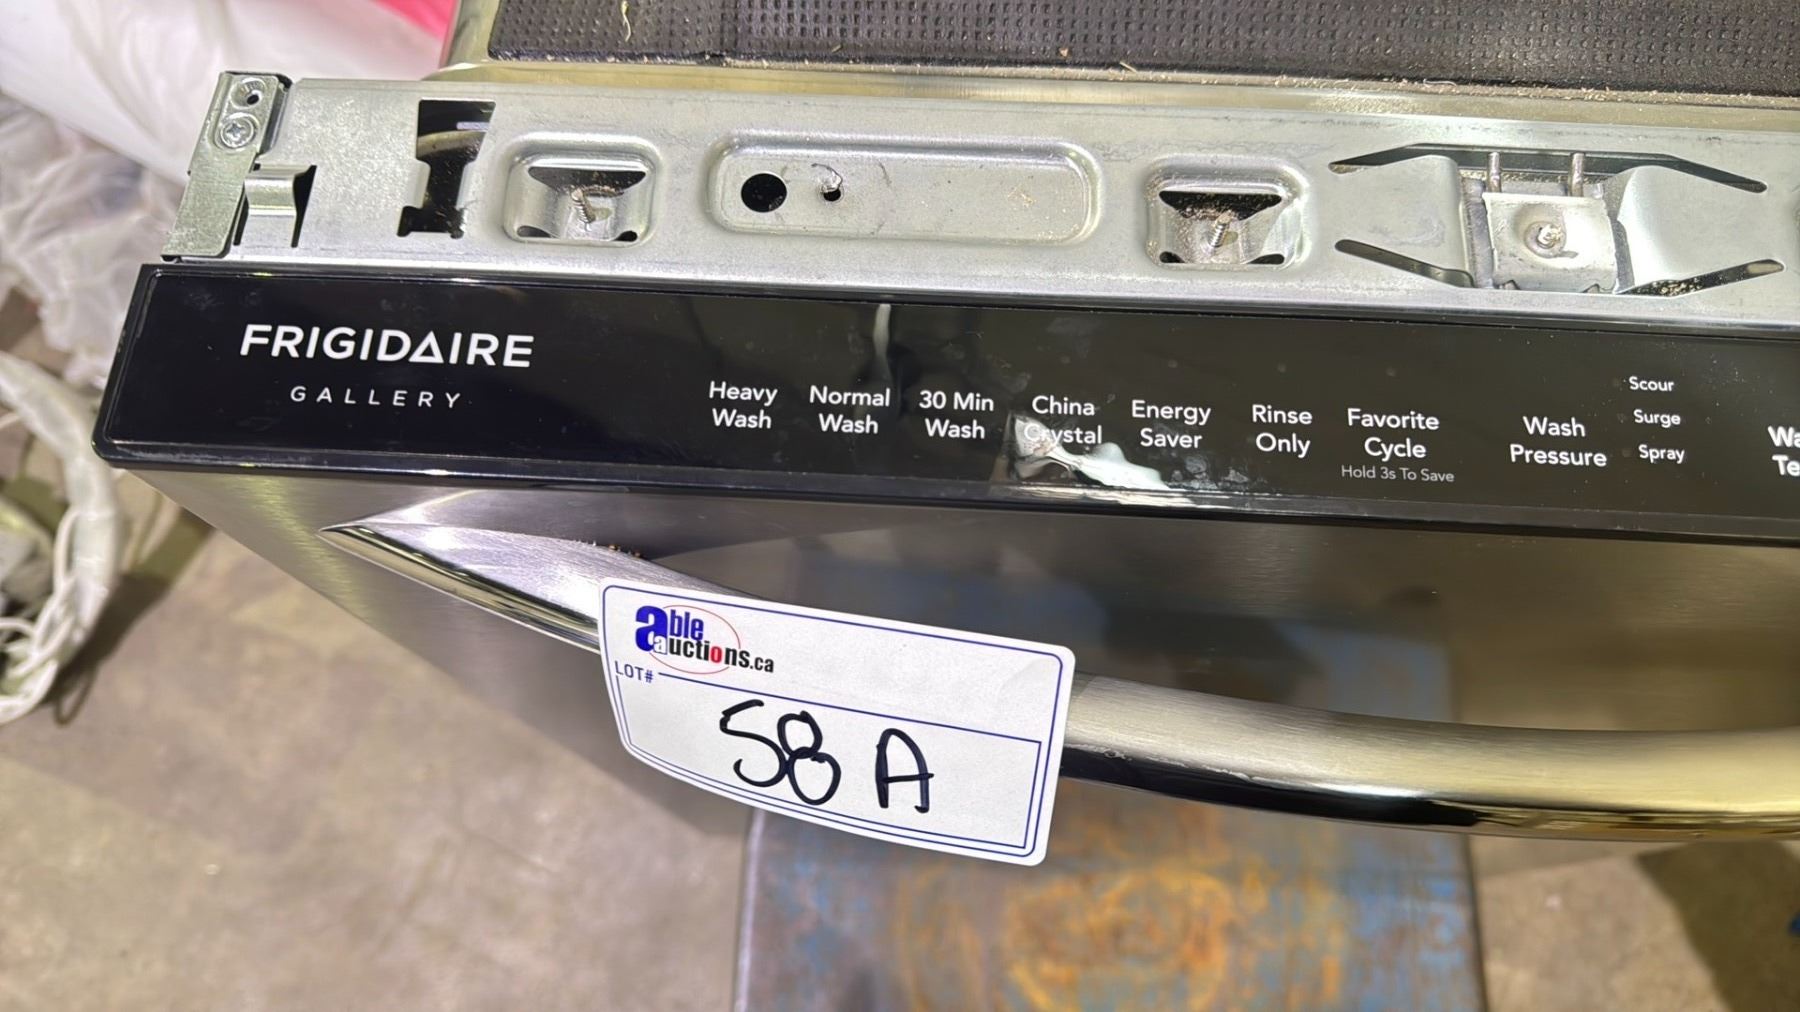 FRIGIDAIRE
GALLERY
Heavy
Wash
Normal
Wash
30 Min
Wash
China
Crystal
Energy
Saver
Rinse
Only
Favorite
Cycle
Hold 3s To Save
Wash
Pressure
Scour
Surge
Spray
able
auctions.ca
LOT#
58 A